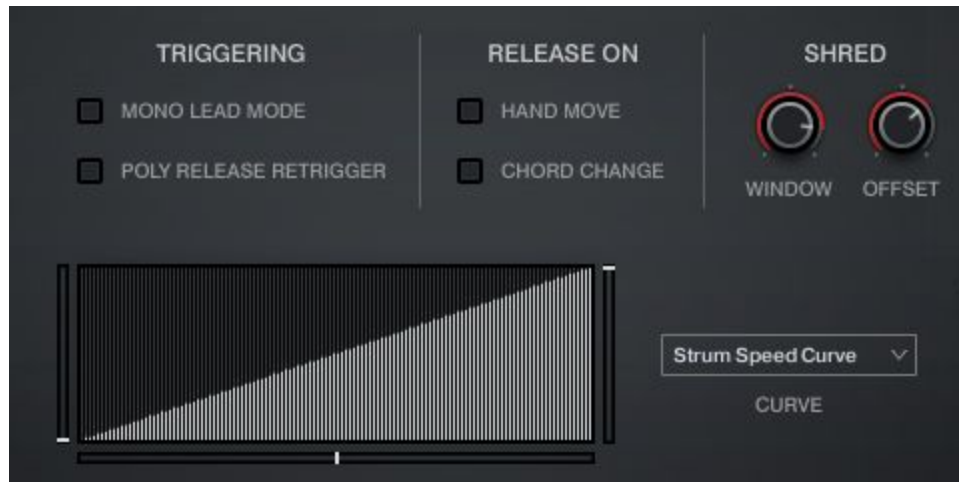 TRIGGERING
MONO LEAD MODE
POLY RELEASE RETRIGGER
RELEASE ON
HAND MOVE
CHORD CHANGE
SHRED
WINDOW
OFFSET
Strum Speed Curve
CURVE